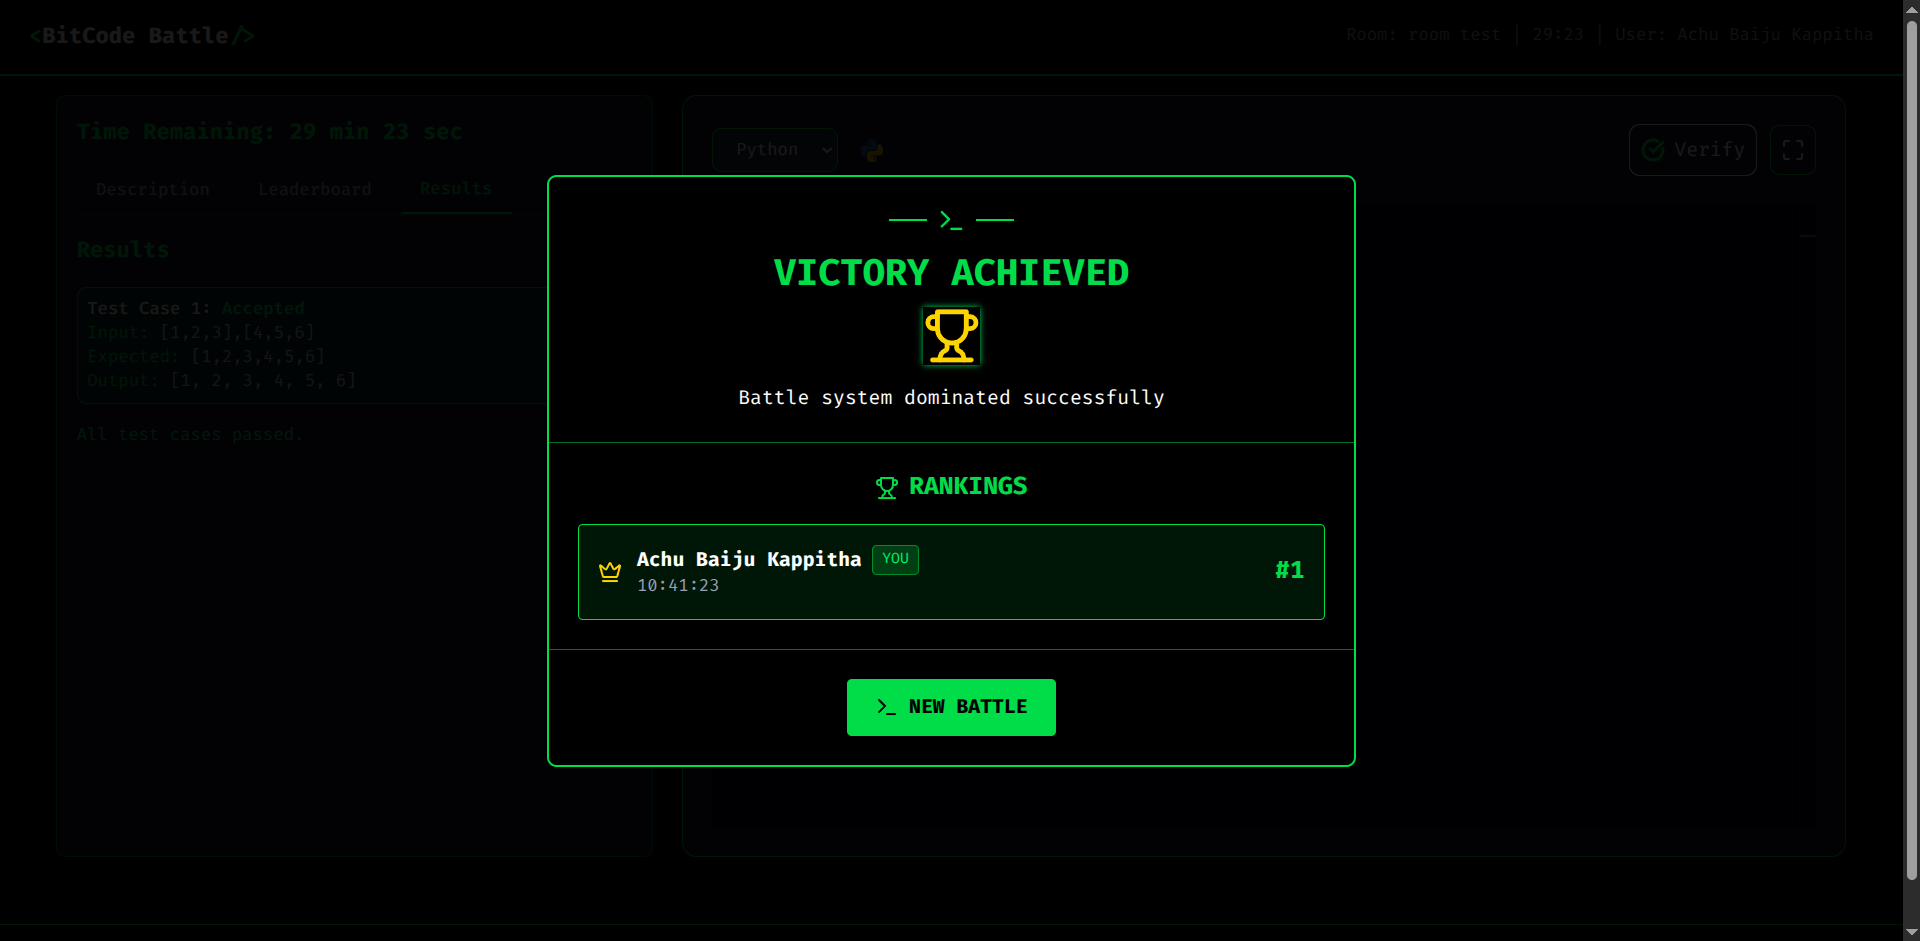 <BitCode Battle/>
Room: room test | 29:23 | User: Achu Baiju Kappitha
Time Remaining: 29 min 23 sec
Description Leaderboard Results
Results
Test Case 1: Accepted
Input: [1,2,3],[4,5,6]
Expected: [1,2,3,4,5,6]
Output: [1, 2, 3, 4, 5, 6]
All test cases passed.
Python
Verify
>_
VICTORY ACHIEVED
Battle system dominated successfully
RANKINGS
Achu Baiju Kappitha YOU
10:41:23
#1
>_ NEW BATTLE